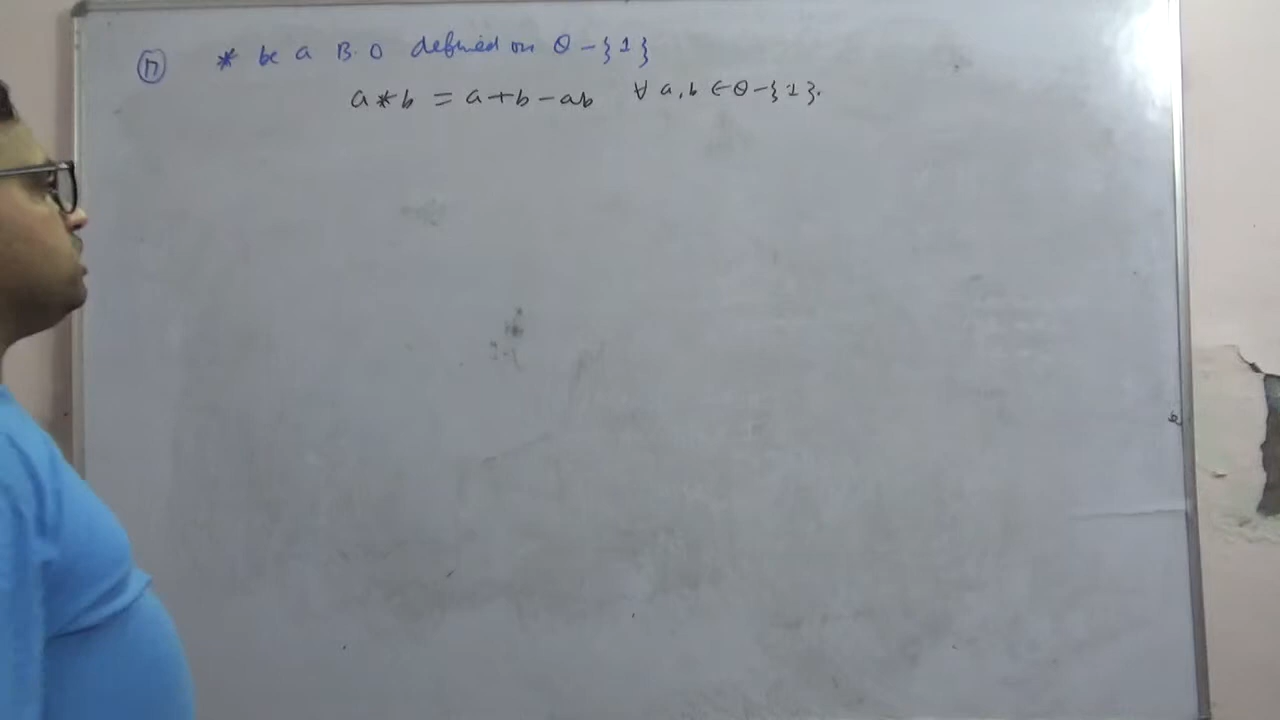 (17) * be a B.O defined on Q-{1}
a*b = a+b-ab ∀ a,b ∈ Q-{1}.